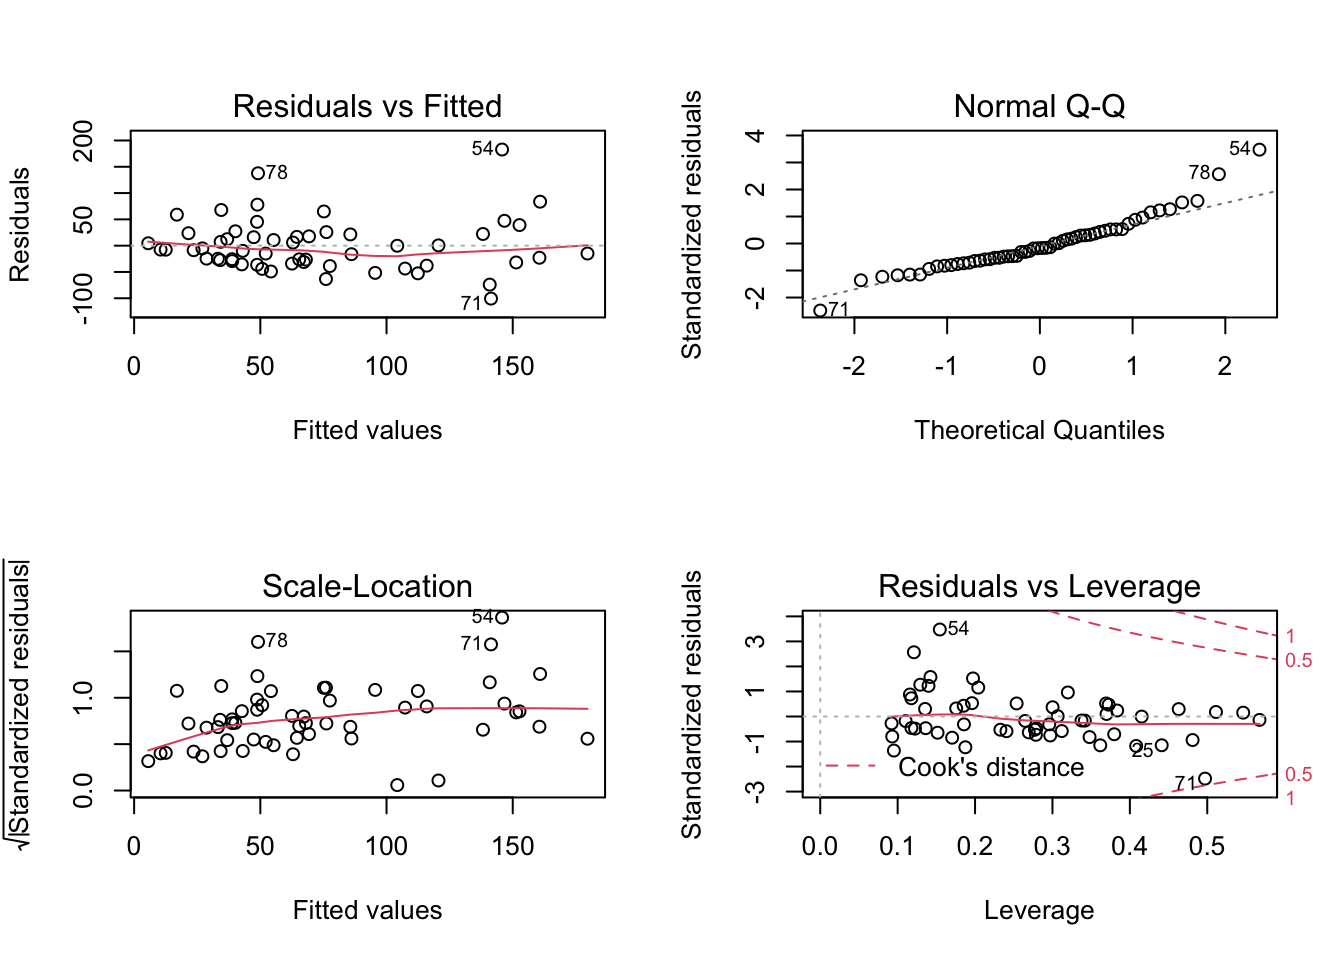 Residuals vs Fitted
Residuals
200
50
-100
54
78
71
0 50 100 150
Fitted values
Normal Q-Q
Standardized residuals
4
2
0
-2
54
78
71
-2 -1 0 1 2
Theoretical Quantiles
Scale-Location
√|Standardized residuals|
1.0
0.0
54
78
71
0 50 100 150
Fitted values
Residuals vs Leverage
Standardized residuals
3
1
-1
-3
54
25
71
Cook's distance
1
0.5
0.5
1
0.0 0.1 0.2 0.3 0.4 0.5
Leverage